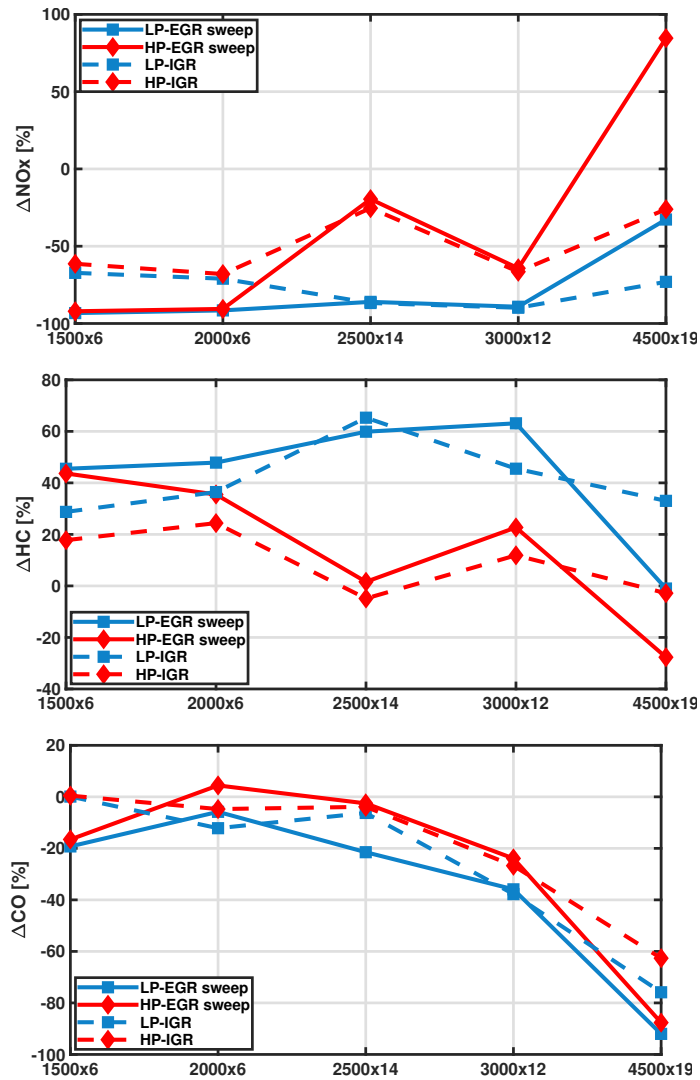 100
LP-EGR sweep
HP-EGR sweep
LP-IGR
HP-IGR
50
0
-50
-100
ΔNOx [%]
1500x6 2000x6 2500x14 3000x12 4500x19
80
60
40
20
0
-20
-40
ΔHC [%]
LP-EGR sweep
HP-EGR sweep
LP-IGR
HP-IGR
1500x6 2000x6 2500x14 3000x12 4500x19
20
0
-20
-40
-60
-80
-100
ΔCO [%]
LP-EGR sweep
HP-EGR sweep
LP-IGR
HP-IGR
1500x6 2000x6 2500x14 3000x12 4500x19